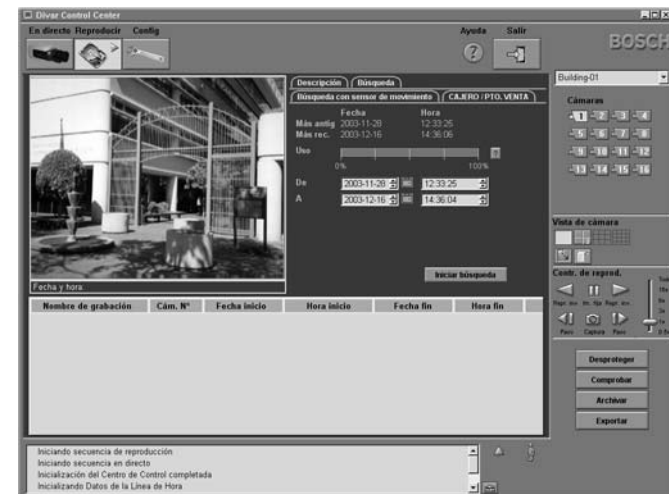 Divar Control Center
En directo Reproducir Config
Ayuda Salir
BOSCH
Building-01
Descripción Búsqueda
Búsqueda con sensor de movimiento CAJERO / PTO. VENTA
Fecha Hora
Más antig 2003-11-28 12:33:25
Más rec. 2003-12-16 14:36:06
Uso
0% 100%
De 2003-11-28 12:33:25
A 2003-12-16 14:36:04
Iniciar búsqueda
Fecha y hora
Cámaras
1 2 3 4
5 6 7 8
9 10 11 12
13 14 15 16
Vista de cámara
Contr. de reprod.
Paro Captura Paro
Nombre de grabación Cám. Nº Fecha inicio Hora inicio Fecha fin Hora fin
Desproteger
Comprobar
Archivar
Exportar
Iniciando secuencia de reproducción
Iniciando secuencia en directo
Inicialización del Centro de Control completada
Inicializando Datos de la Línea de Hora